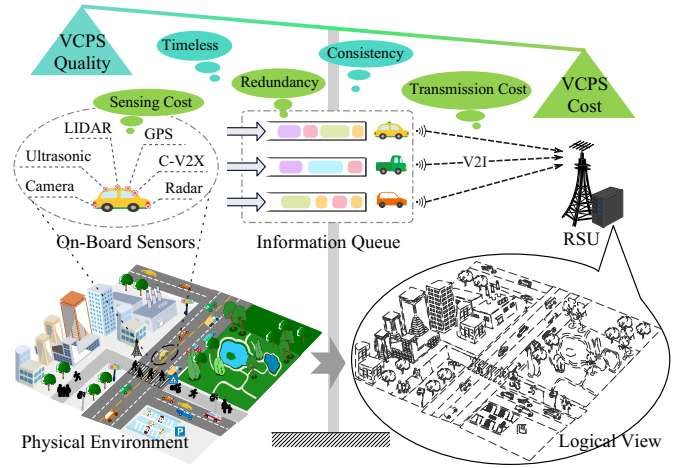 VCPS
Quality
Timeless
Consistency
Redundancy
Sensing Cost
Transmission Cost
VCPS
Cost
LIDAR
GPS
Ultrasonic
C-V2X
Camera
Radar
V2I
On-Board Sensors
Information Queue
RSU
P
Physical Environment
Logical View